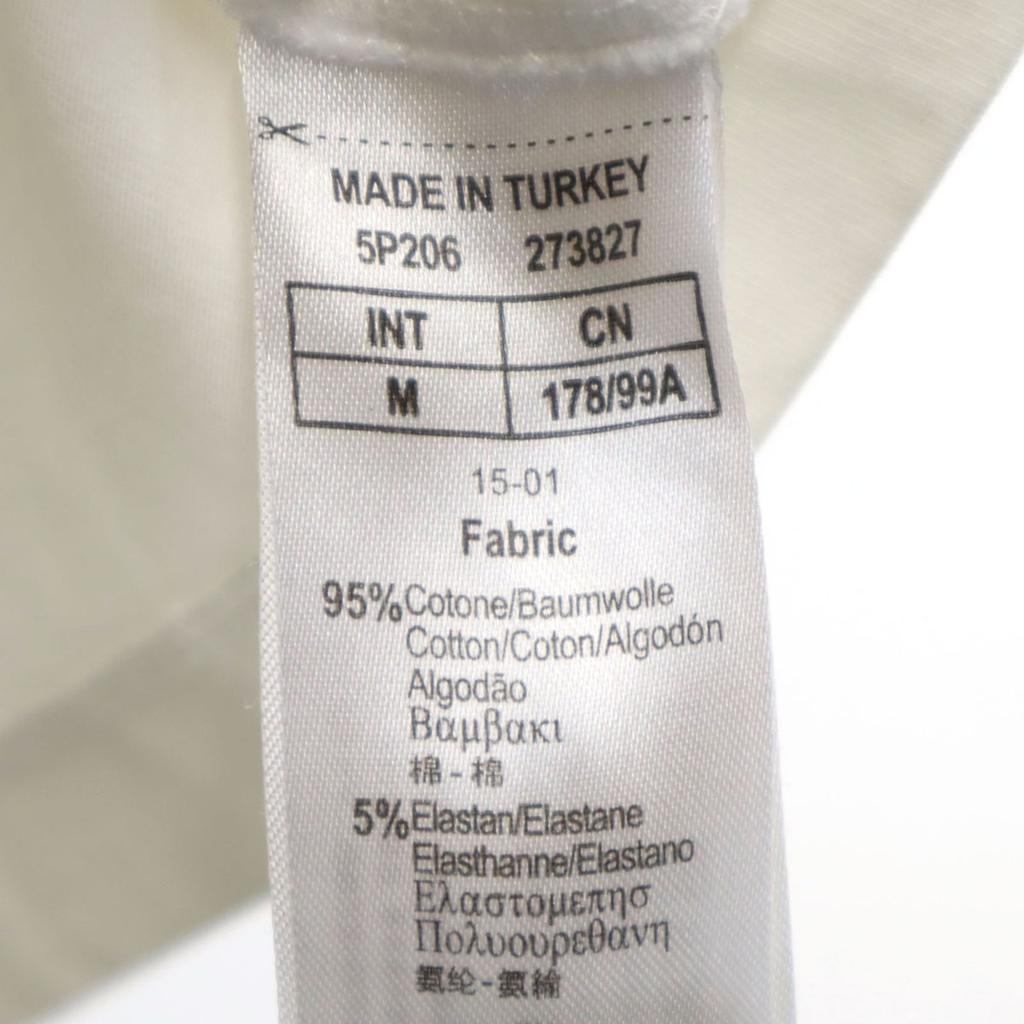 MADE IN TURKEY
5P206 273827
INT CN
M 178/99A
15-01
Fabric
95% Cotone/Baumwolle
Cotton/Coton/Algodón
Algodão
Βαμβακι
棉 - 棉
5% Elastan/Elastane
Elasthanne/Elastano
Ελαστομεπησ
Πολυουρεθανη
氨纶 - 氨綸